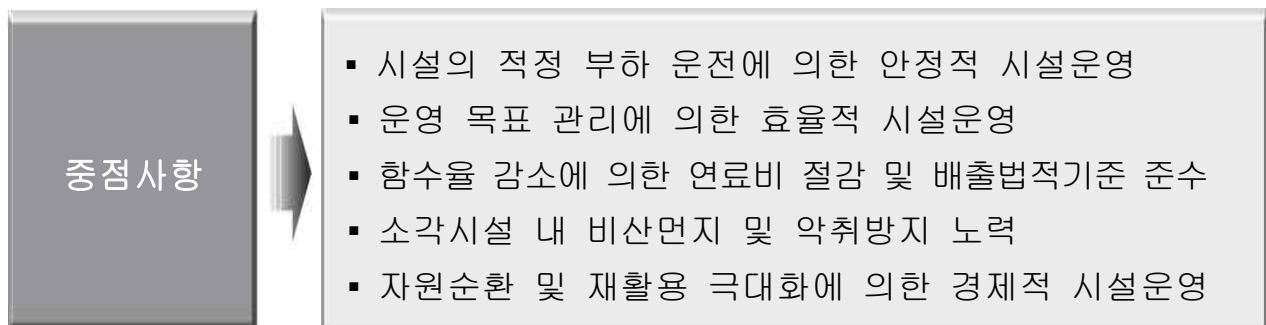 중점사항
▪ 시설의 적정 부하 운전에 의한 안정적 시설운영
▪ 운영 목표 관리에 의한 효율적 시설운영
▪ 함수율 감소에 의한 연료비 절감 및 배출법적기준 준수
▪ 소각시설 내 비산먼지 및 악취방지 노력
▪ 자원순환 및 재활용 극대화에 의한 경제적 시설운영